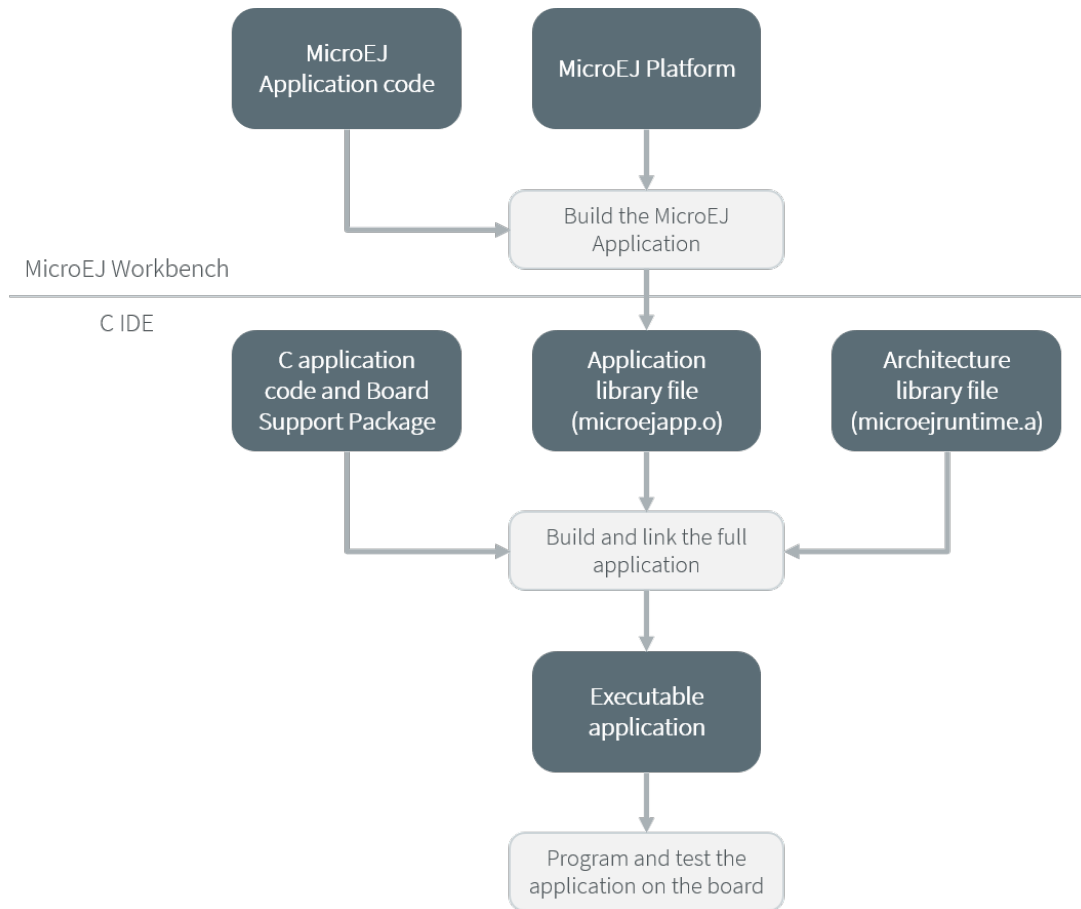 MicroEJ
Application code
MicroEJ Platform
Build the MicroEJ
Application
MicroEJ Workbench
C IDE
C application
code and Board
Support Package
Application
library file
(microejapp.o)
Architecture
library file
(microejruntime.a)
Build and link the full
application
Executable
application
Program and test the
application on the board